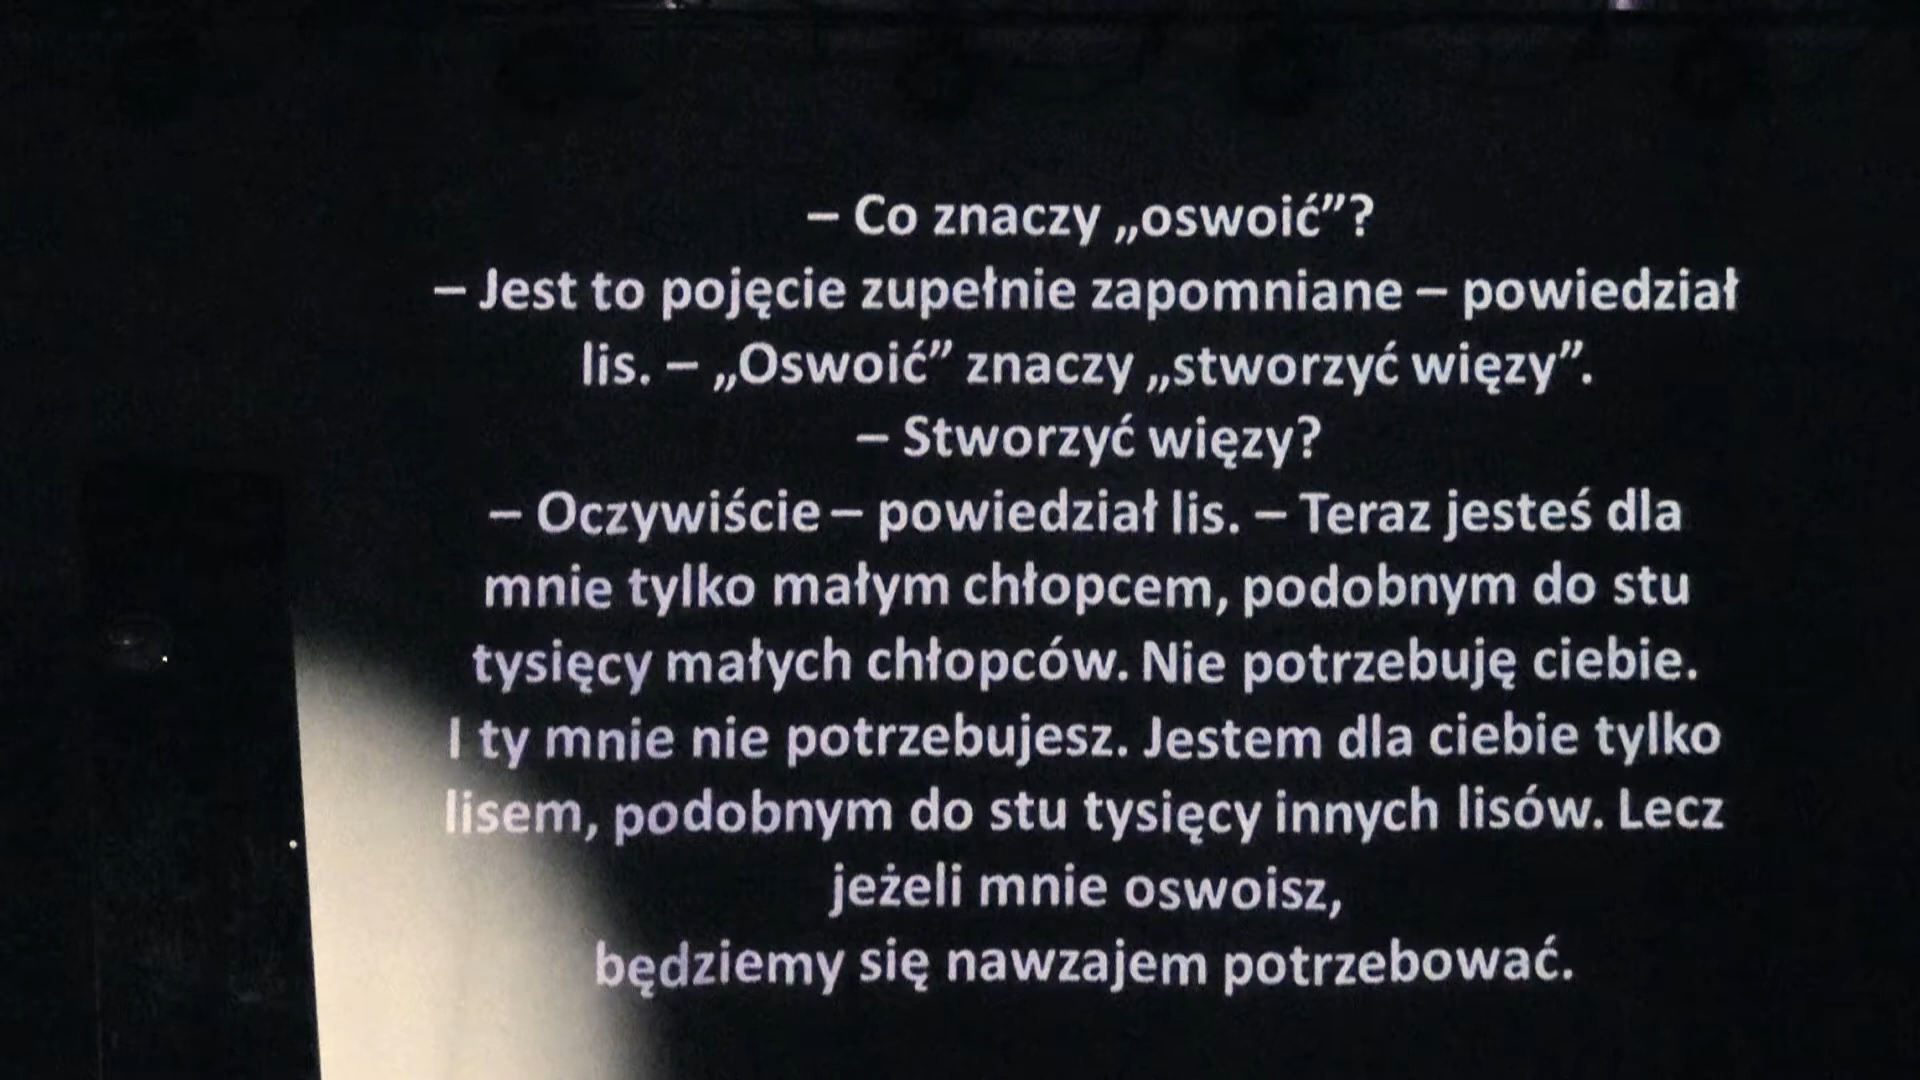 – Co znaczy „oswoić”?
– Jest to pojęcie zupełnie zapomniane – powiedział
lis. – „Oswoić” znaczy „stworzyć więzy”.
– Stworzyć więzy?
– Oczywiście – powiedział lis. – Teraz jesteś dla
mnie tylko małym chłopcem, podobnym do stu
tysięcy małych chłopców. Nie potrzebuję ciebie.
I ty mnie nie potrzebujesz. Jestem dla ciebie tylko
lisem, podobnym do stu tysięcy innych lisów. Lecz
jeżeli mnie oswoisz,
będziemy się nawzajem potrzebować.